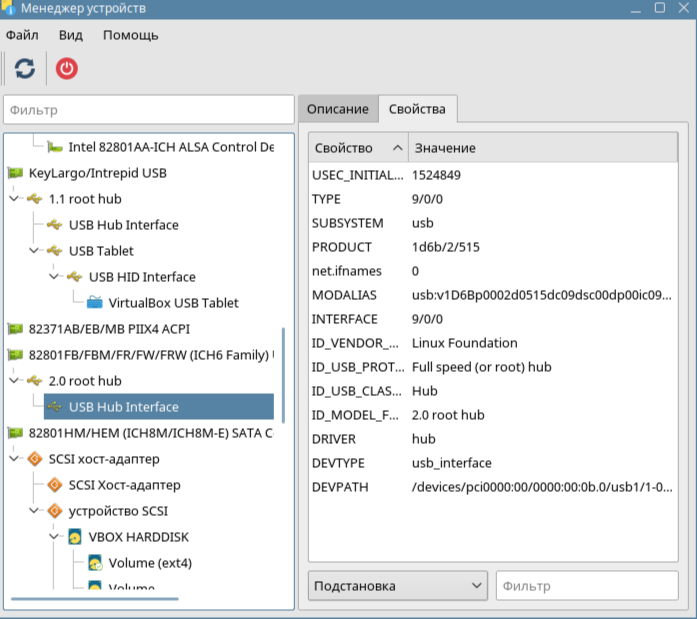 Менеджер устройств
Файл Вид Помощь
Фильтр
Intel 82801AA-ICH ALSA Control De
KeyLargo/Intrepid USB
1.1 root hub
USB Hub Interface
USB Tablet
USB HID Interface
VirtualBox USB Tablet
82371AB/EB/MB PIIX4 ACPI
82801FB/FBM/FR/FW/FRW (ICH6 Family)
2.0 root hub
USB Hub Interface
82801HM/HEM (ICH8M/ICH8M-E) SATA C
SCSI хост-адаптер
SCSI Хост-адаптер
устройство SCSI
VBOX HARDDISK
Volume (ext4)
Volume
Описание Свойства
Свойство Значение
USEC_INITIAL... 1524849
TYPE 9/0/0
SUBSYSTEM usb
PRODUCT 1d6b/2/515
net.ifnames 0
MODALIAS usb:v1D6Bp0002d0515dc09dsc00dp00ic09...
INTERFACE 9/0/0
ID_VENDOR_... Linux Foundation
ID_USB_PROT... Full speed (or root) hub
ID_USB_CLAS... Hub
ID_MODEL_F... 2.0 root hub
DRIVER hub
DEVTYPE usb_interface
DEVPATH /devices/pci0000:00/0000:00:0b.0/usb1/1-0...
Подстановка Фильтр